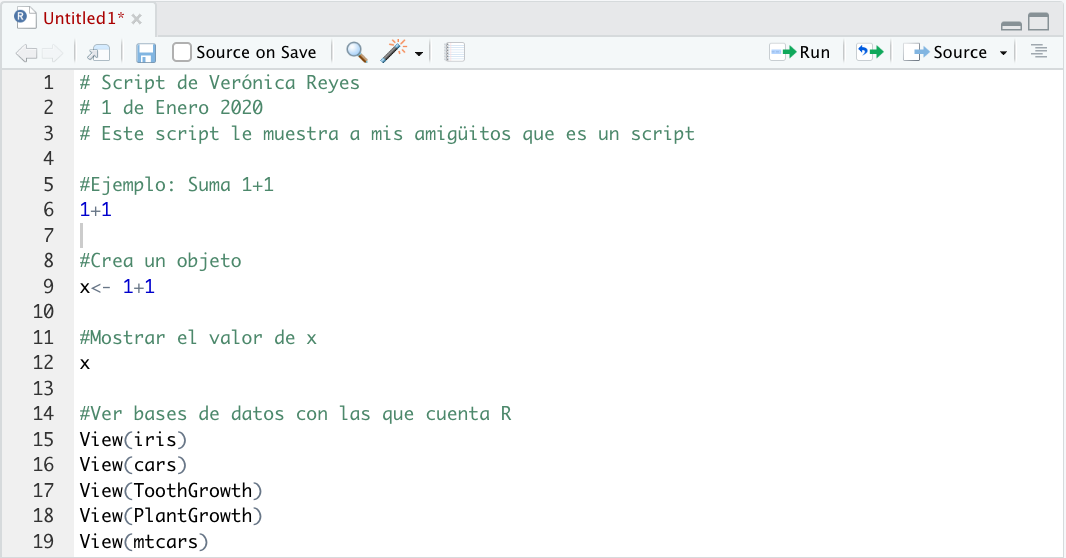 Untitled1*
Source on Save
Run
Source
1 # Script de Verónica Reyes
2 # 1 de Enero 2020
3 # Este script le muestra a mis amigüitos que es un script
4
5 #Ejemplo: Suma 1+1
6 1+1
7
8 #Crea un objeto
9 x<- 1+1
10
11 #Mostrar el valor de x
12 x
13
14 #Ver bases de datos con las que cuenta R
15 View(iris)
16 View(cars)
17 View(ToothGrowth)
18 View(PlantGrowth)
19 View(mtcars)